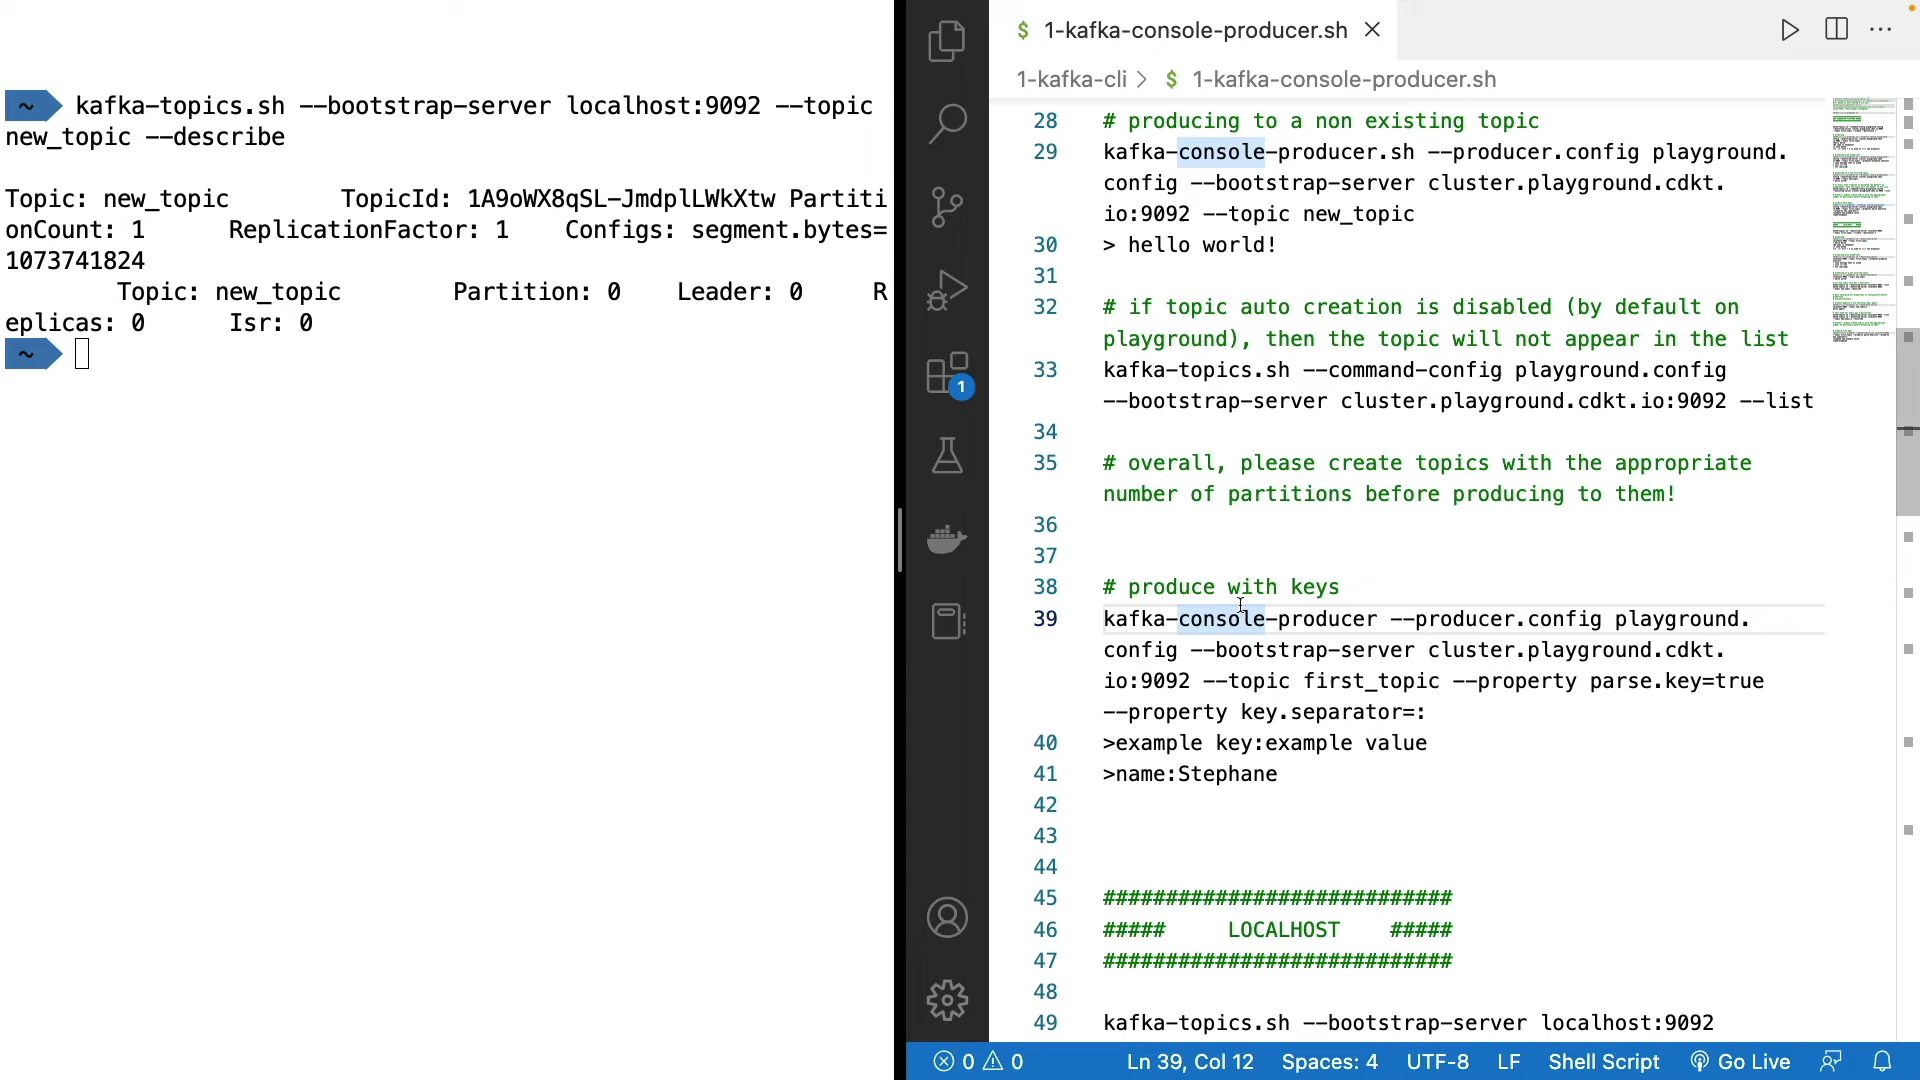 ~ kafka-topics.sh --bootstrap-server localhost:9092 --topic
new_topic --describe
Topic: new_topic TopicId: 1A9oWX8qSL-JmdplLWkXtw Partiti
onCount: 1 ReplicationFactor: 1 Configs: segment.bytes=
1073741824
Topic: new_topic Partition: 0 Leader: 0 R
eplicas: 0 Isr: 0
~
1
$ 1-kafka-console-producer.sh
1-kafka-cli > $ 1-kafka-console-producer.sh
28 # producing to a non existing topic
29 kafka-console-producer.sh --producer.config playground.
config --bootstrap-server cluster.playground.cdkt.
io:9092 --topic new_topic
30 > hello world!
31
32 # if topic auto creation is disabled (by default on
playground), then the topic will not appear in the list
33 kafka-topics.sh --command-config playground.config
--bootstrap-server cluster.playground.cdkt.io:9092 --list
34
35 # overall, please create topics with the appropriate
number of partitions before producing to them!
36
37
38 # produce with keys
39 kafka-console-producer --producer.config playground.
config --bootstrap-server cluster.playground.cdkt.
io:9092 --topic first_topic --property parse.key=true
--property key.separator=:
40 >example key:example value
41 >name:Stephane
42
43
44
45 ############################
46 ##### LOCALHOST #####
47 ############################
48
49 kafka-topics.sh --bootstrap-server localhost:9092
0 0 Ln 39, Col 12 Spaces: 4 UTF-8 LF Shell Script Go Live